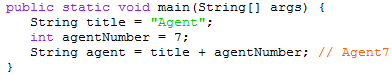 public static void main(String[] args) {
   String title = "Agent";
   int agentNumber = 7;
   String agent = title + agentNumber; // Agent7
}